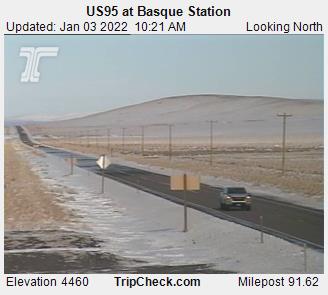 US95 at Basque Station
Updated: Jan 03 2022 10:21 AM Looking North
Elevation 4460 TripCheck.com Milepost 91.62